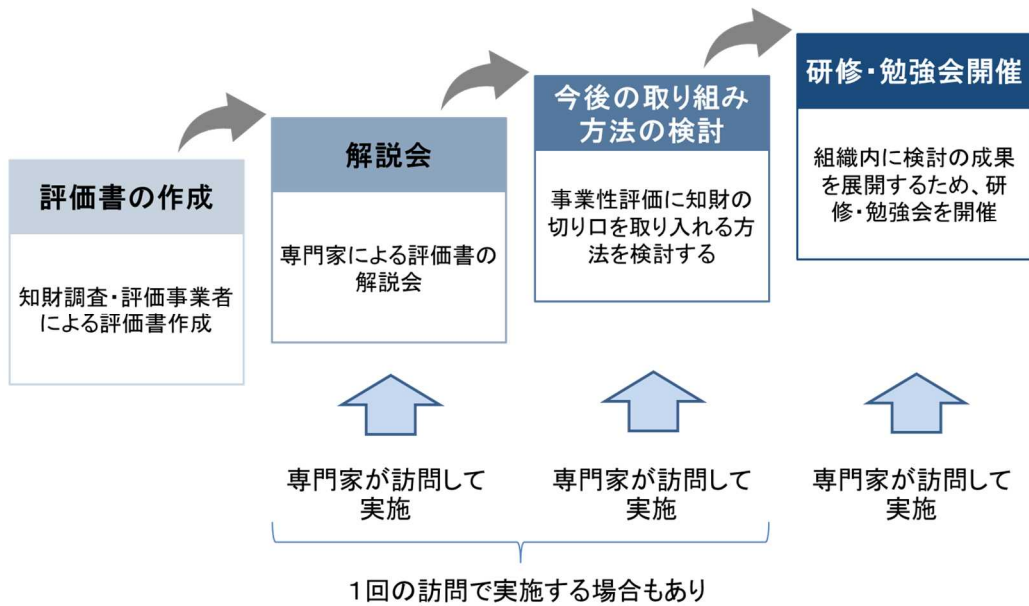 評価書の作成
知財調査・評価事業者
による評価書作成
解説会
専門家による評価書の
解説会
今後の取り組み
方法の検討
事業性評価に知財の
切り口を取り入れる方
法を検討する
研修・勉強会開催
組織内に検討の成果
を展開するため、研
修・勉強会を開催
専門家が訪問して
実施
専門家が訪問して
実施
専門家が訪問して
実施
1回の訪問で実施する場合もあり